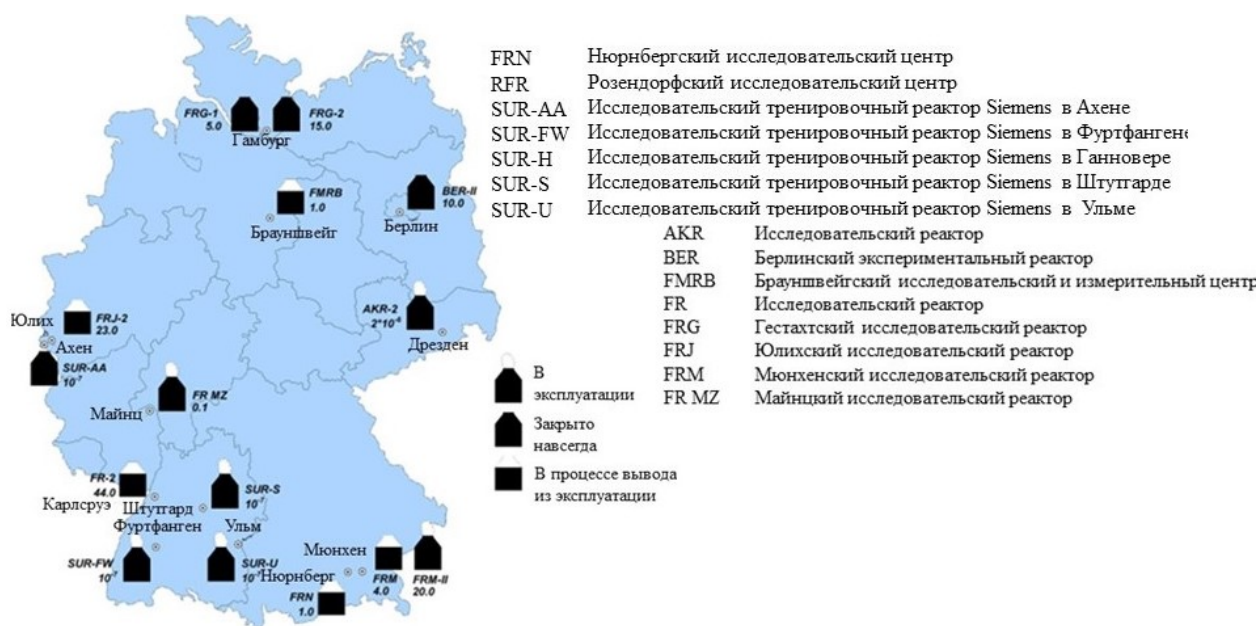 FRN Нюрнбергский исследовательский центр
RFR Розендорфский исследовательский центр
SUR-AA Исследовательский тренировочный реактор Siemens в Ахене
SUR-FW Исследовательский тренировочный реактор Siemens в Фуртфангене
SUR-H Исследовательский тренировочный реактор Siemens в Ганновере
SUR-S Исследовательский тренировочный реактор Siemens в Штутгарде
SUR-U Исследовательский тренировочный реактор Siemens в Ульме
AKR Исследовательский реактор
BER Берлинский экспериментальный реактор
FMRB Брауншвейгский исследовательский и измерительный центр
FR Исследовательский реактор
FRG Гестахтский исследовательский реактор
FRJ Юлихский исследовательский реактор
FRM Мюнхенский исследовательский реактор
FR MZ Майнцкий исследовательский реактор
В
эксплуатации
Закрыто
навсегда
В процессе вывода
из эксплуатации
FRG-1
5.0
FRG-2
15.0
Гамбург
FMRB
1.0
Брауншвейг
BER-II
10.0
Берлин
Юлих
FRJ-2
23.0
Ахен
SUR-AA
10⁻⁷
AKR-2
2*10⁻⁶
Дрезден
FR MZ
0.1
Майнц
FR-2
44.0
Карлсруэ
Штутгард
Фуртфанген
SUR-S
10⁻⁷
Ульм
SUR-FW
10⁻⁷
SUR-U
10⁻⁷
Мюнхен
Нюрнберг
FRM
4.0
FRM-II
20.0
FRN
1.0